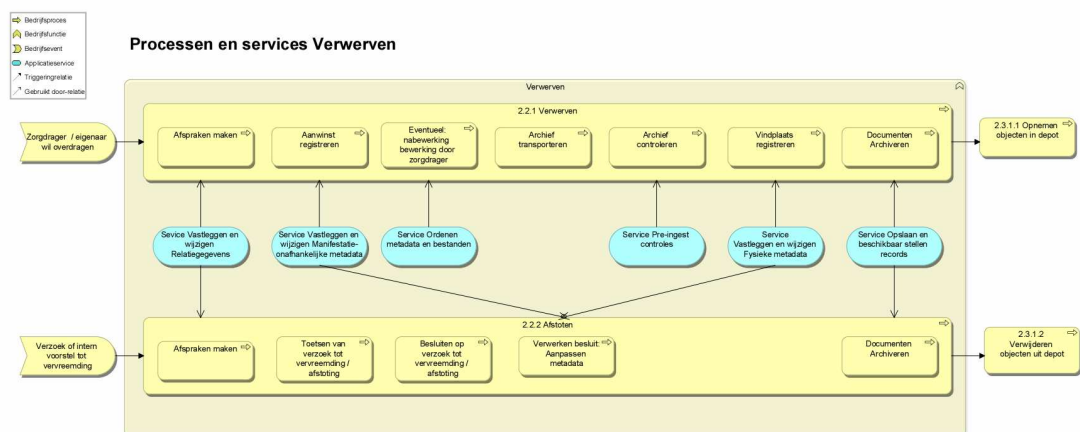 Bedrijfsproces
Bedrijfsfunctie
Bedrijfsevent
Applicatieservice
Triggeringrelatie
Gebruikt door-relatie
Processen en services Verwerven
Verwerven
2.2.1 Verwerven
Zorgdrager / eigenaar
wil overdragen
Afspraken maken
Aanwinst
registreren
Eventueel:
nabewerking
bewerking door
zorgdrager
Archief
transporteren
Archief
controleren
Vindplaats
registreren
Documenten
Archiveren
2.3.1.1 Opnemen
objecten in depot
Sevice Vastleggen en
wijzigen
Relatiegegevens
Service Vastleggen en
wijzigen Manifestatie-
onafhankelijke metadata
Service Ordenen
metadata en bestanden
Service Pre-ingest
controles
Service
Vastleggen en wijzigen
Fysieke metadata
Service Opslaan en
beschikbaar stellen
records
2.2.2 Afstoten
Verzoek of intern
voorstel tot
vervreemding
Afspraken maken
Toetsen van
verzoek tot
vervreemding /
afstoting
Besluiten op
verzoek tot
vervreemding /
afstoting
Verwerken besluit:
Aanpassen
metadata
Documenten
Archiveren
2.3.1.2
Verwijderen
objecten uit depot